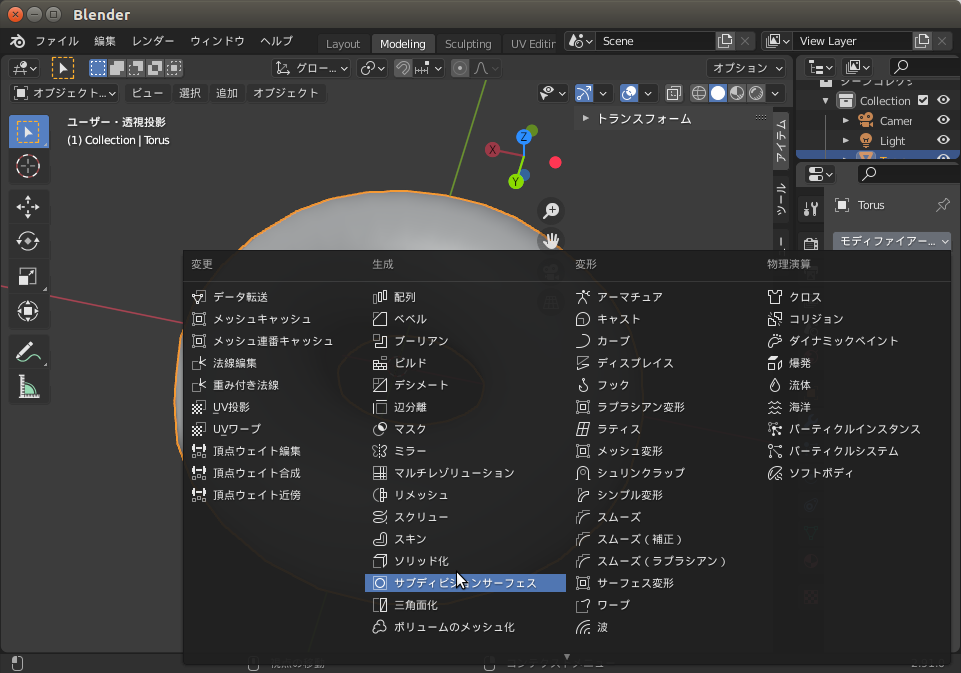 Blender
ファイル 編集 レンダー ウィンドウ ヘルプ Layout Modeling Sculpting UV Editin Scene View Layer
グロー... オプション
オブジェクト... ビュー 選択 追加 オブジェクト
ユーザー・透視投影
(1) Collection | Torus
X Z Y
トランスフォーム
アイテム
ツール
シーンコレクシ
Collection
Camer
Light
Torus
モディファイアー...
変更
データ転送
メッシュキャッシュ
メッシュ連番キャッシュ
法線編集
重み付き法線
UV投影
UVワープ
頂点ウェイト編集
頂点ウェイト合成
頂点ウェイト近傍
生成
配列
ベベル
ブーリアン
ビルド
デシメート
辺分離
マスク
ミラー
マルチレゾリューション
リメッシュ
スクリュー
スキン
ソリッド化
サブディビジョンサーフェス
三角面化
ボリュームのメッシュ化
変形
アーマチュア
キャスト
カーブ
ディスプレイス
フック
ラプラシアン変形
ラティス
メッシュ変形
シュリンクラップ
シンプル変形
スムーズ
スムーズ（補正）
スムーズ（ラプラシアン）
サーフェス変形
ワープ
波
物理演算
クロス
コリジョン
ダイナミックペイント
爆発
流体
海洋
パーティクルインスタンス
パーティクルシステム
ソフトボディ